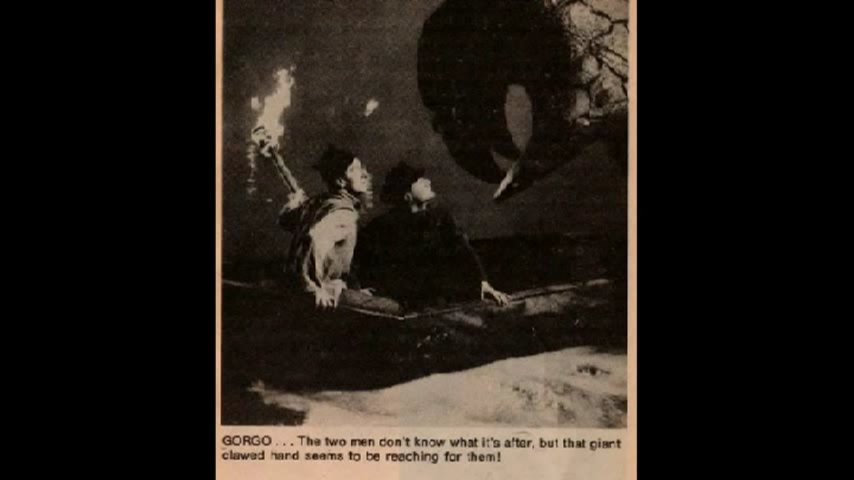 GORGO . . . The two men don't know what it's after, but that giant
clawed hand seems to be reaching for them!